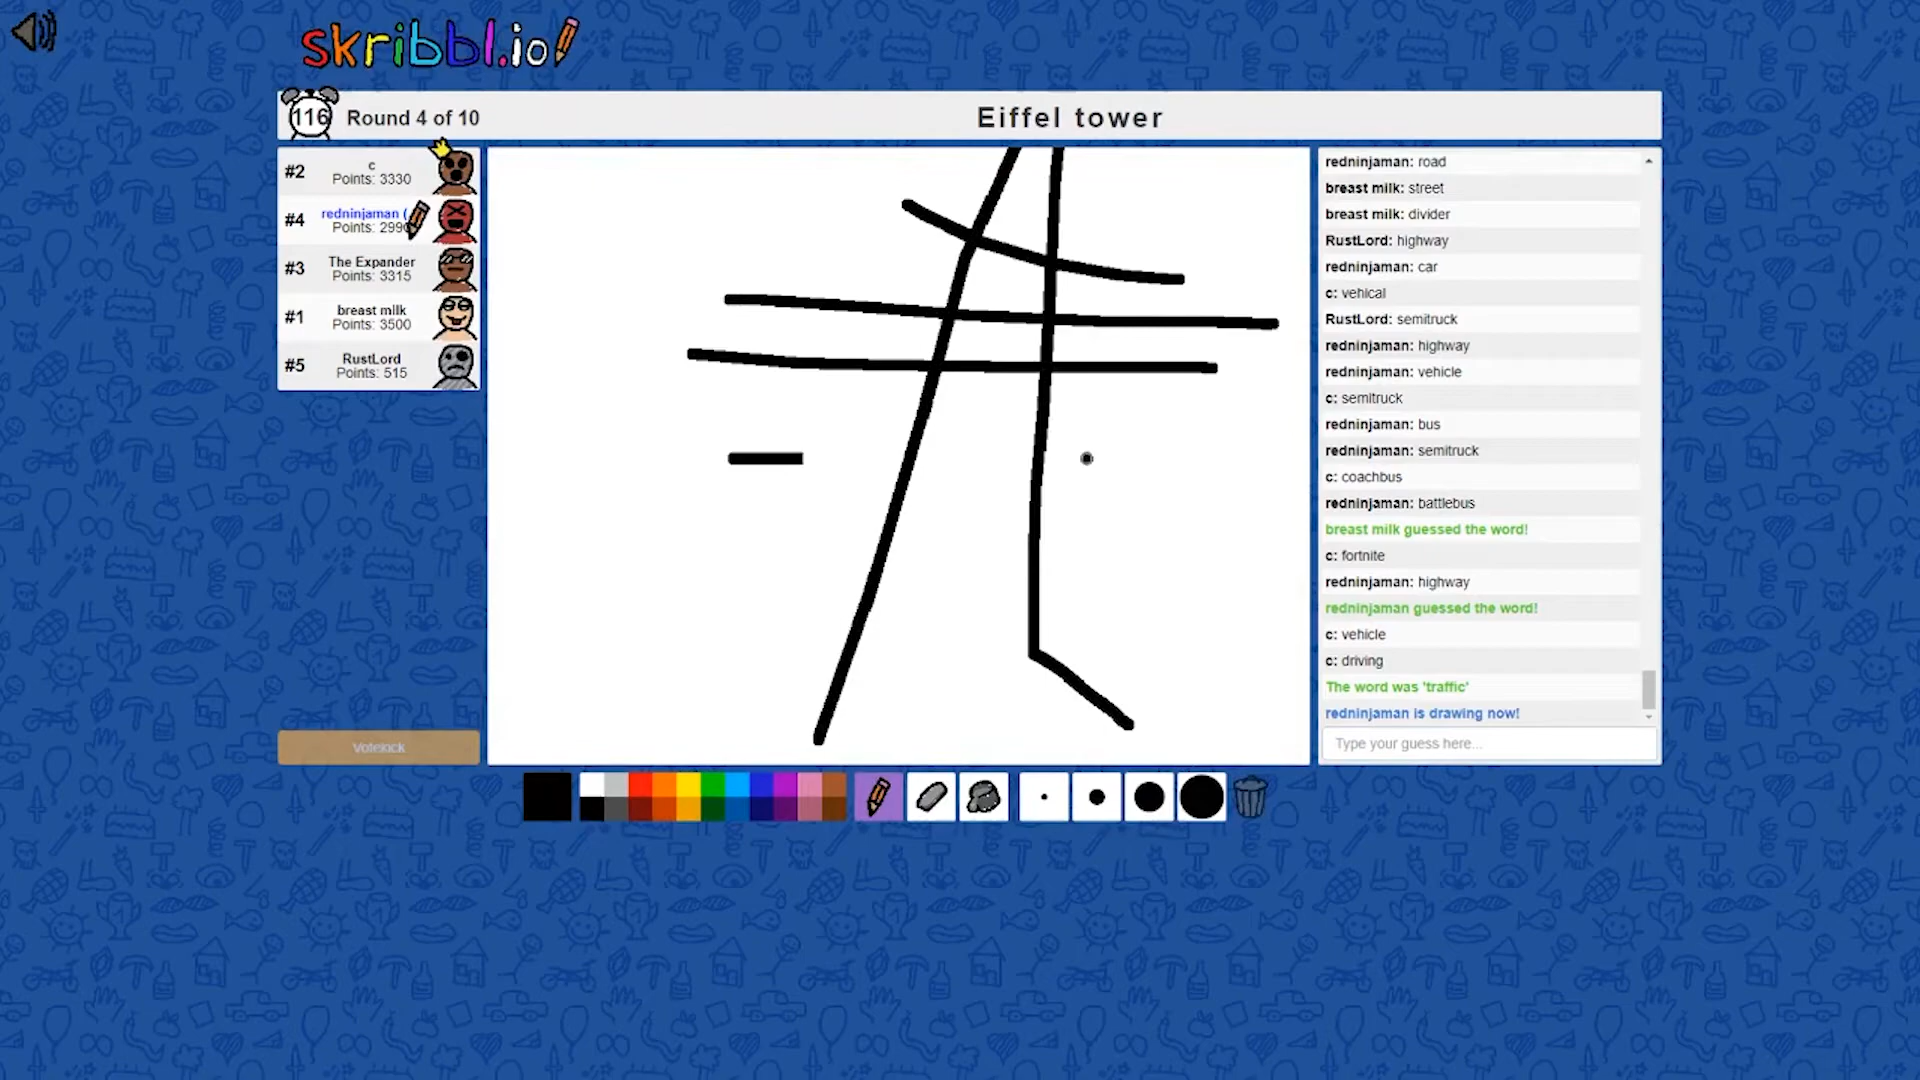 skribbl.io
116
Round 4 of 10
Eiffel tower
#2
c
Points: 3330
#4
redninjaman (
Points: 2990
#3
The Expander
Points: 3315
#1
breast milk
Points: 3500
#5
RustLord
Points: 515
Votekick
redninjaman: road
breast milk: street
breast milk: divider
RustLord: highway
redninjaman: car
c: vehical
RustLord: semitruck
redninjaman: highway
redninjaman: vehicle
c: semitruck
redninjaman: bus
redninjaman: semitruck
c: coachbus
redninjaman: battlebus
breast milk guessed the word!
c: fortnite
redninjaman: highway
redninjaman guessed the word!
c: vehicle
c: driving
The word was 'traffic'
redninjaman is drawing now!
Type your guess here...